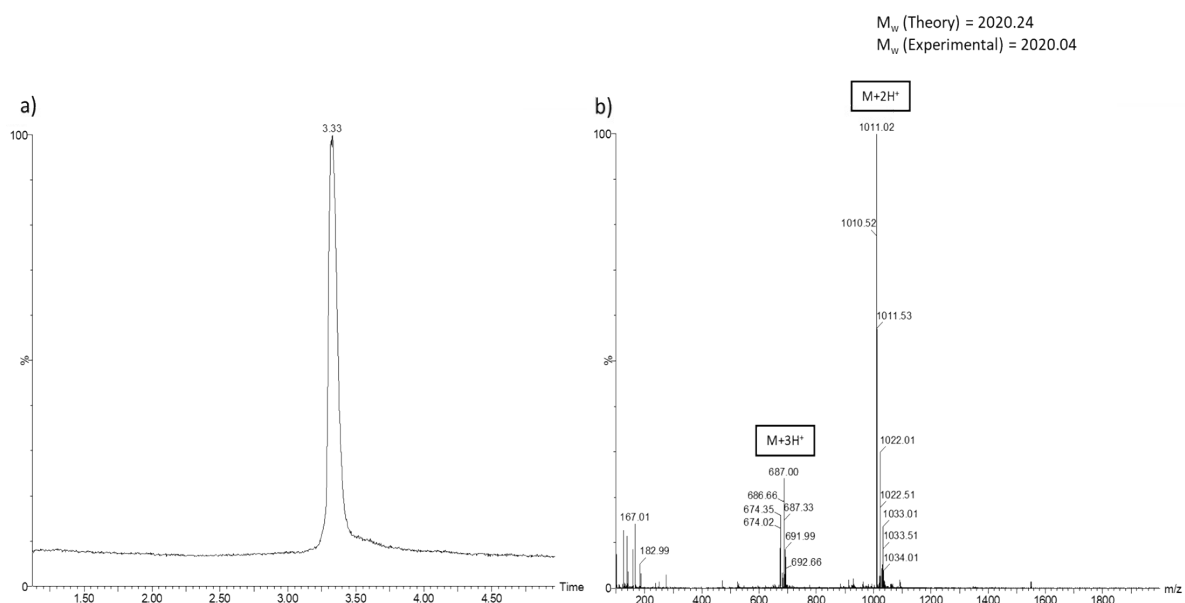 M_w (Theory) = 2020.24
M_w (Experimental) = 2020.04
a)
3.33
100
%
0
1.50 2.00 2.50 3.00 3.50 4.00 4.50 Time
b)
M+2H⁺
100
1011.02
1010.52
1011.53
%
M+3H⁺
1022.01
687.00
686.66
1022.51
674.35 687.33
167.01
674.02
1033.01
691.99
1033.51
182.99
692.66
1034.01
0
200 400 600 800 1000 1200 1400 1600 1800 m/z